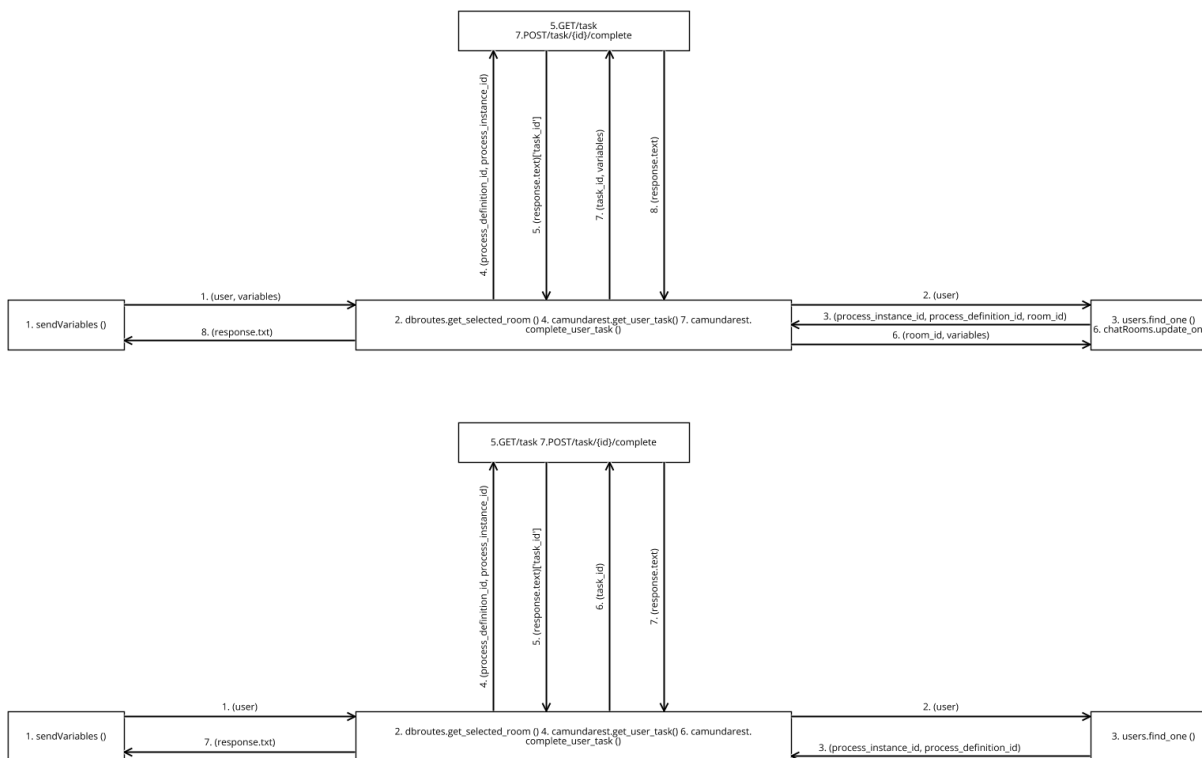 5.GET/task
7.POST/task/{id}/complete
4. (process_definition_id, process_instance_id)
5. (response.text)['task_id']
7. (task_id, variables)
8. (response.text)
1. sendVariables ()
1. (user, variables)
8. (response.txt)
2. dbroutes.get_selected_room () 4. camundarest.get_user_task() 7. camundarest.
complete_user_task ()
2. (user)
3. (process_instance_id, process_definition_id, room_id)
6. (room_id, variables)
3. users.find_one ()
6. chatRooms.update_on
5.GET/task 7.POST/task/{id}/complete
4. (process_definition_id, process_instance_id)
5. (response.text)['task_id']
6. (task_id)
7. (response.text)
1. sendVariables ()
1. (user)
7. (response.txt)
2. dbroutes.get_selected_room () 4. camundarest.get_user_task() 6. camundarest.
complete_user_task ()
2. (user)
3. (process_instance_id, process_definition_id)
3. users.find_one ()